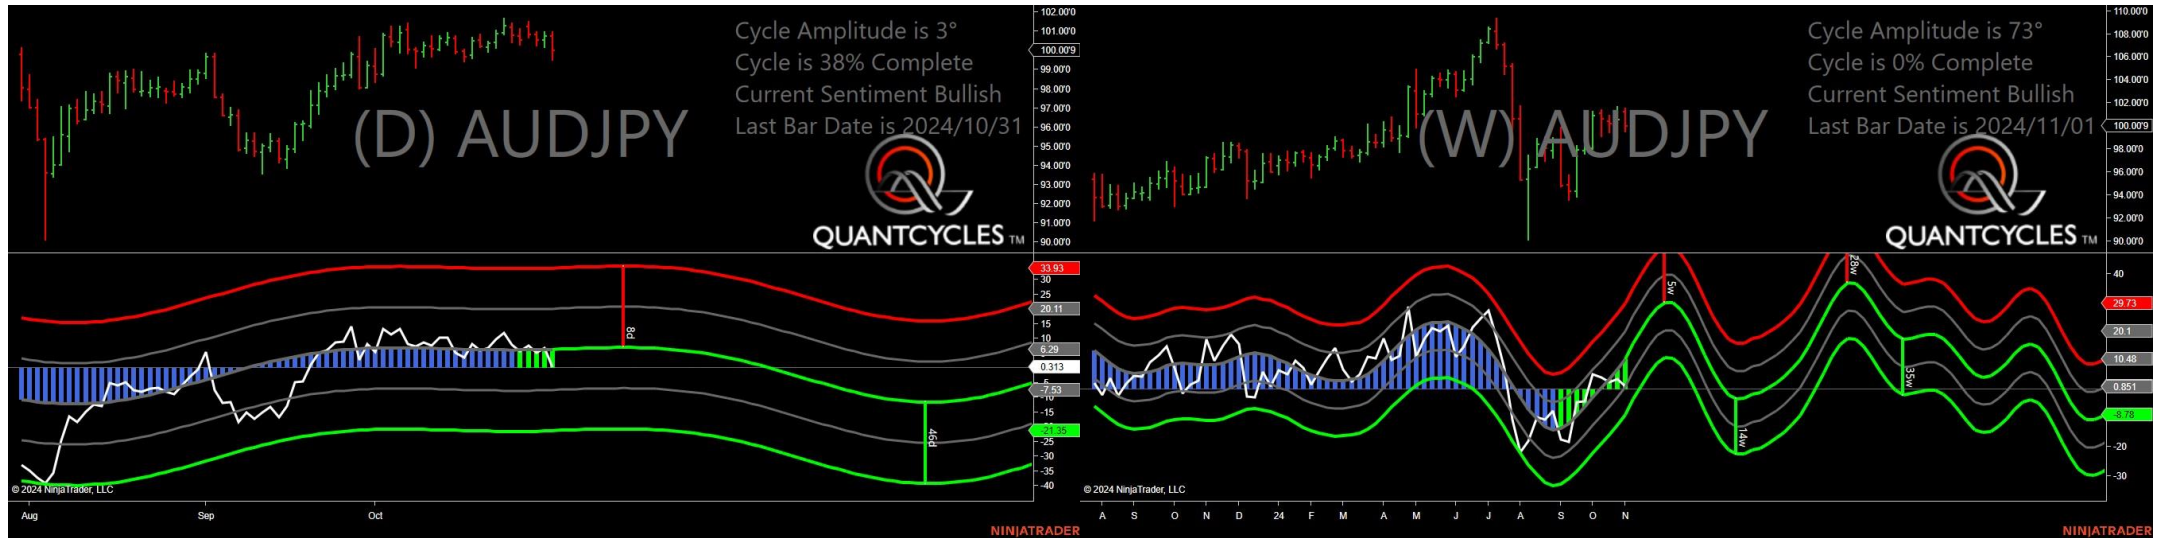 Cycle Amplitude is 3°
Cycle is 38% Complete
Current Sentiment Bullish
Last Bar Date is 2024/10/31
(D) AUDJPY
QUANTCYCLES TM
102.00'0
101.00'0
100.00'9
99.00'0
98.00'0
97.00'0
96.00'0
95.00'0
94.00'0
93.00'0
92.00'0
91.00'0
90.00'0
33.93
30
25
20.11
15
10
6.29
0.313
-7.53
-10
-15
-21.35
-25
-30
-35
-40
8d
46d
© 2024 NinjaTrader, LLC
Aug
Sep
Oct
NINJATRADER
Cycle Amplitude is 73°
Cycle is 0% Complete
Current Sentiment Bullish
Last Bar Date is 2024/11/01
(W) AUDJPY
QUANTCYCLES TM
110.00'0
108.00'0
106.00'0
104.00'0
102.00'0
100.00'9
98.00'0
96.00'0
94.00'0
92.00'0
90.00'0
40
29.73
20.1
10.48
0.851
-8.78
-20
-30
5w
14w
28w
35w
© 2024 NinjaTrader, LLC
A S O N D 24 F M A M J J A S O N
NINJATRADER